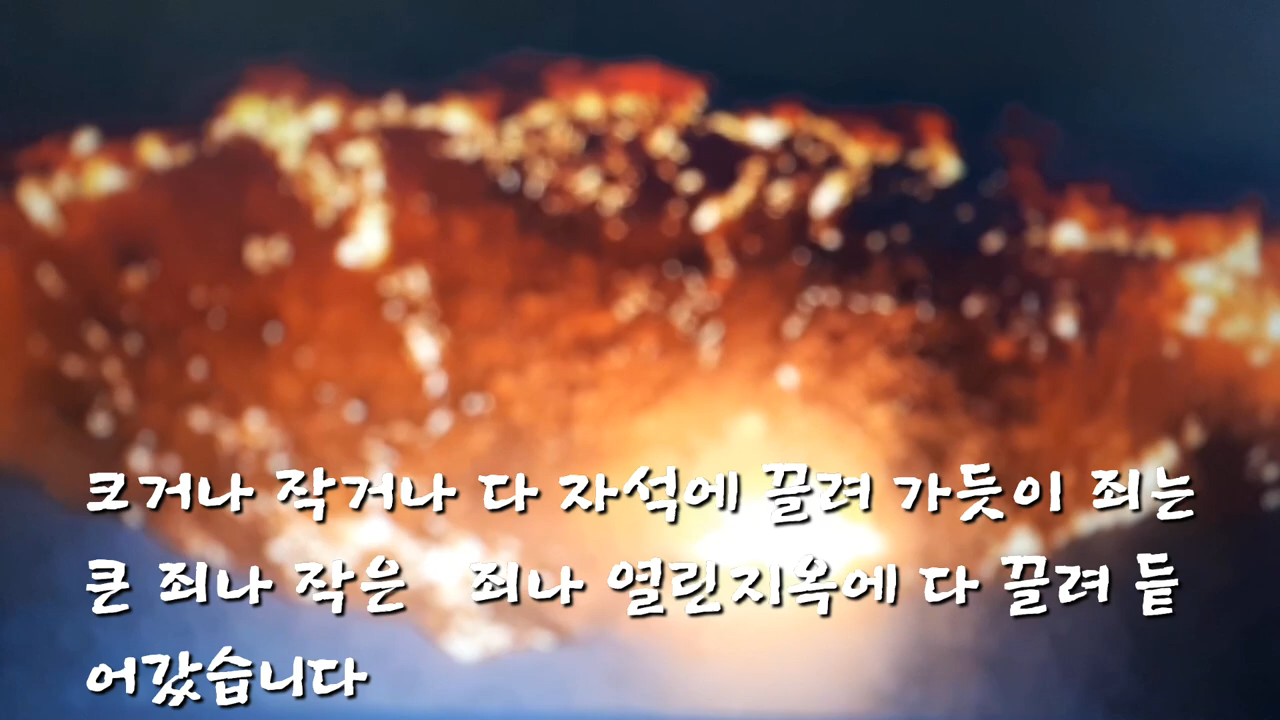 크거나 작거나 다 자석에 끌려 가듯이 죄는
큰 죄나 작은 죄나 열린지옥에 다 끌려 듵
어갔습니다